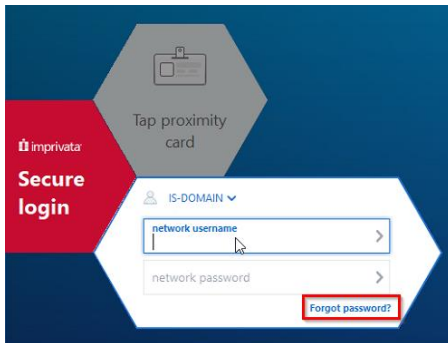 Tap proximity
card
imprivata
Secure
login
IS-DOMAIN
network username
network password
Forgot password?